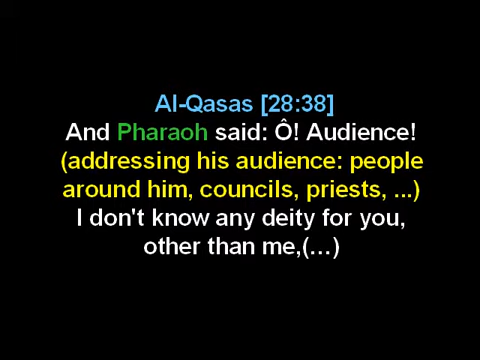 Al-Qasas [28:38]
And Pharaoh said: Ô! Audience!
(addressing his audience: people
around him, councils, priests, ...)
I don't know any deity for you,
other than me,(…)